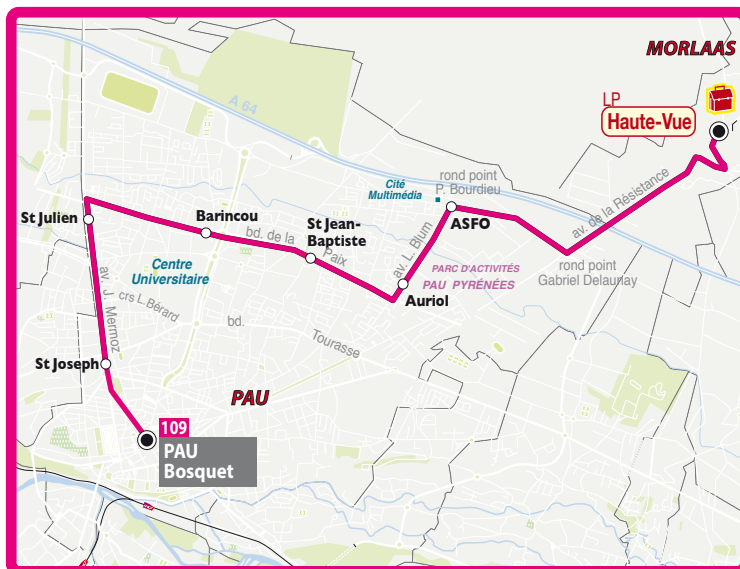 MORLAAS
LP
Haute-Vue
A 64
rond point
P. Bourdieu
Cité
Multimédia
av. de la Résistance
St Julien
Barincou
bd. de la
Paix
St Jean-
Baptiste
ASFO
av. L. Blum
PARC D'ACTIVITÉS
PAU PYRÉNÉES
rond point
Gabriel Delaunay
Centre
Universitaire
Auriol
av. J. Mermoz
crs L.Bérard
bd.
Tourasse
St Joseph
PAU
109
PAU
Bosquet